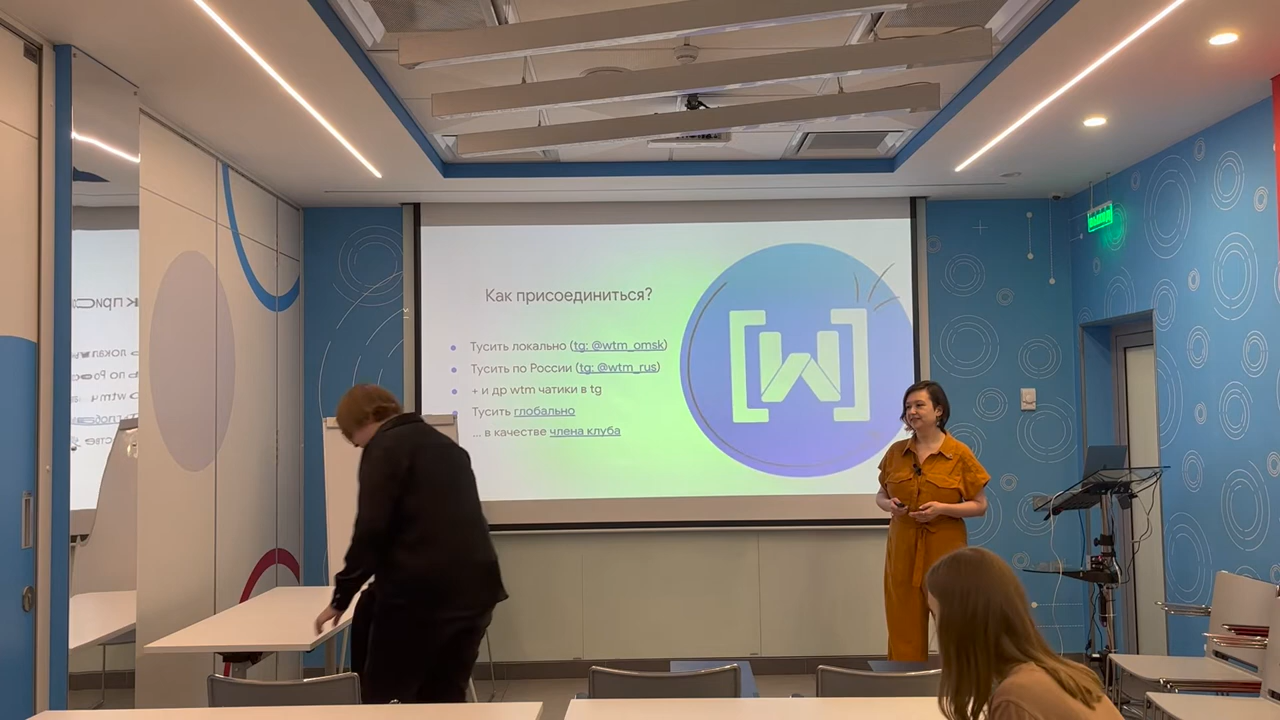 Как присоединиться?
Тусить локально (tg: @wtm_omsk)
Тусить по России (tg: @wtm_rus)
+ и др wtm чатики в tg
Тусить глобально
... в качестве члена клуба
[W]